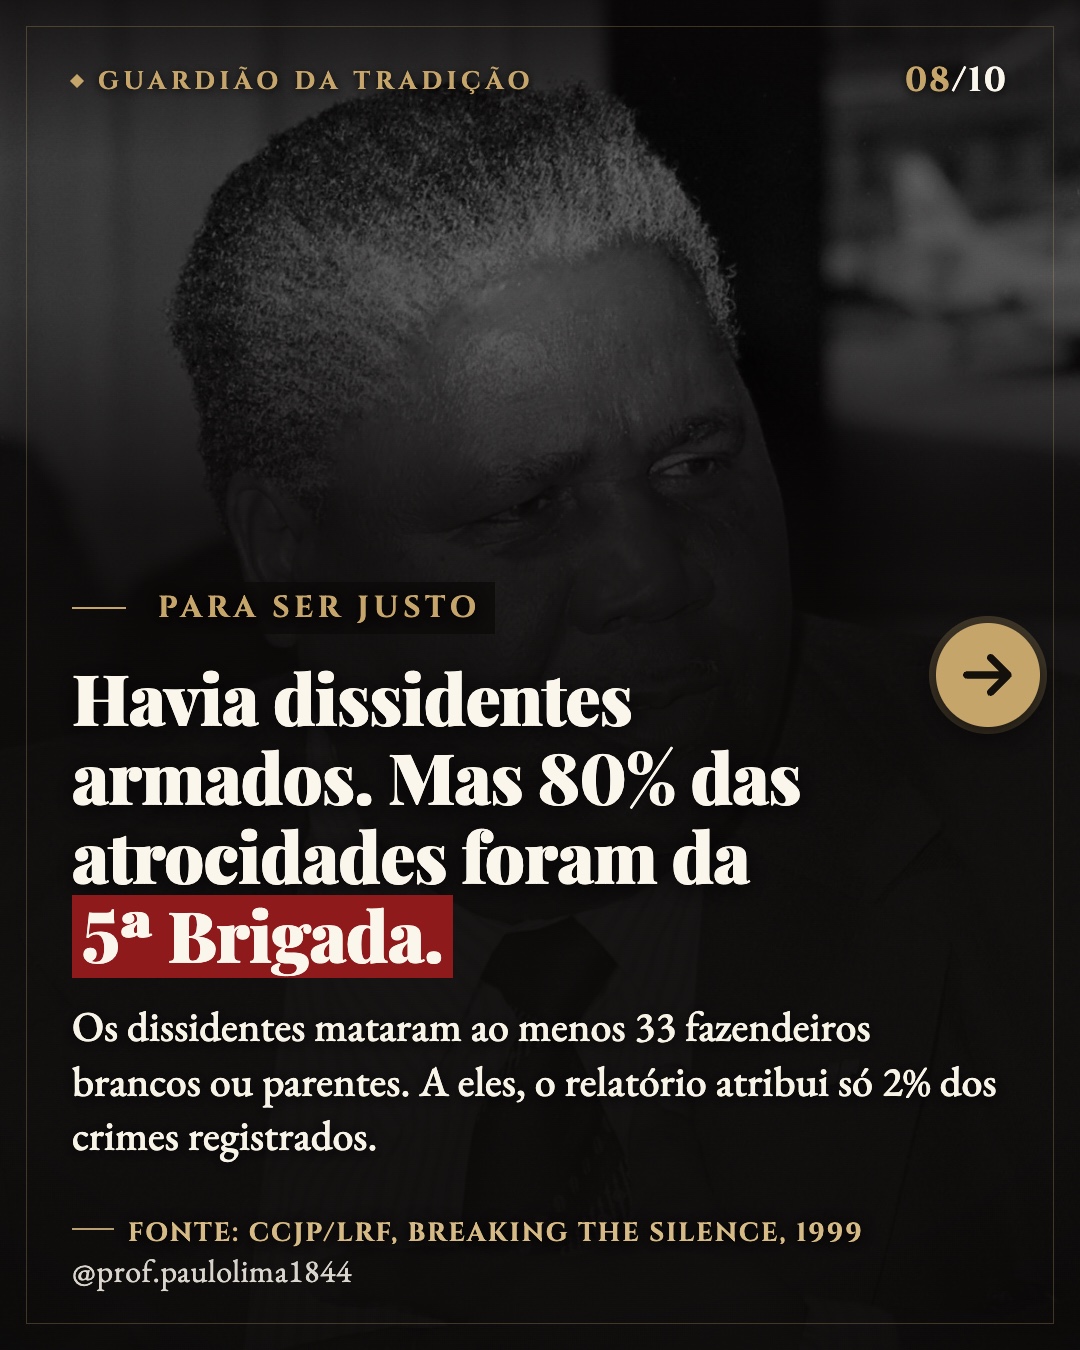 GUARDIÃO DA TRADIÇÃO
08/10
PARA SER JUSTO
Havia dissidentes
armados. Mas 80% das
atrocidades foram da
5ª Brigada.
Os dissidentes mataram ao menos 33 fazendeiros
brancos ou parentes. A eles, o relatório atribui só 2% dos
crimes registrados.
FONTE: CCJP/LRF, BREAKING THE SILENCE, 1999
@prof.paulolima1844